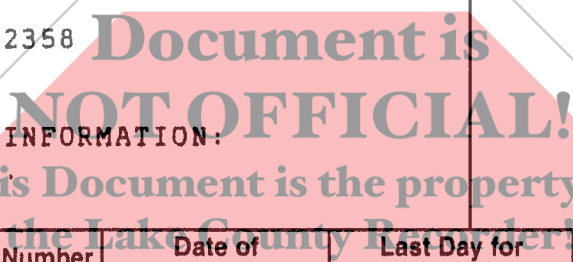 2358
Document is
NOT OFFICIAL!
INFORMATION:
is Document is the property
the Lake County Recorder!
Number
Date of
Last Day for